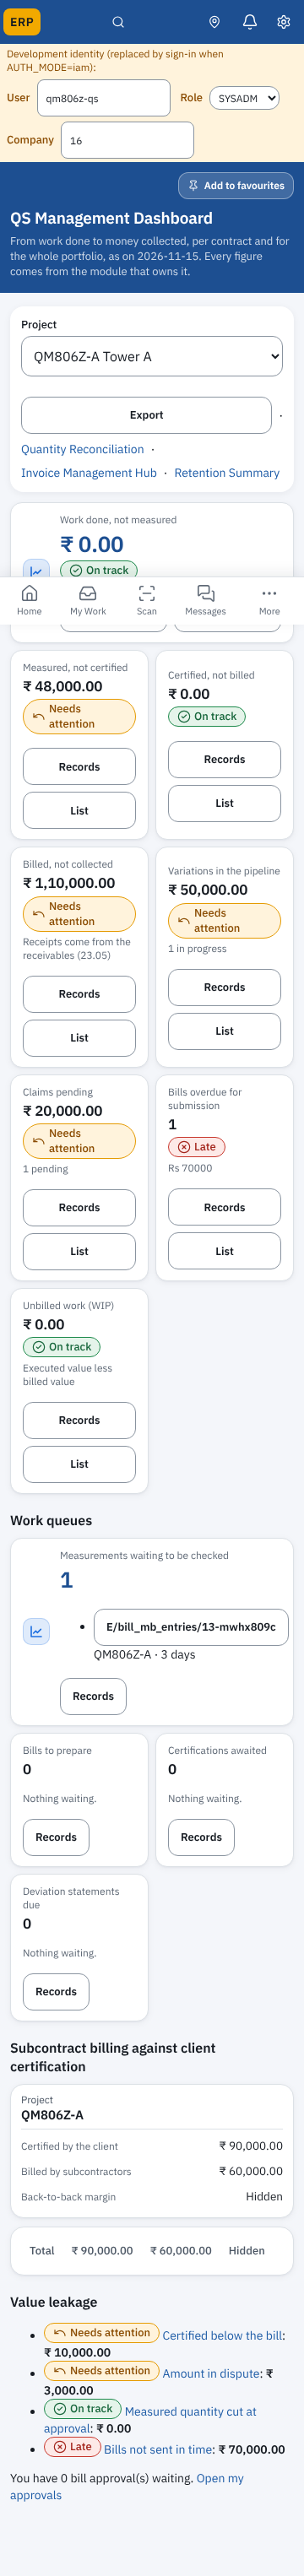 ERP
Development identity (replaced by sign-in when
AUTH_MODE=iam):
User qm806z-qs Role SYSADM
Company 16
Add to favourites
QS Management Dashboard
From work done to money collected, per contract and for
the whole portfolio, as on 2026-11-15. Every figure
comes from the module that owns it.
Project
QM806Z-A Tower A
Export ·
Quantity Reconciliation ·
Invoice Management Hub · Retention Summary
Work done, not measured
₹ 0.00
On track
Home My Work Scan Messages More
Measured, not certified
₹ 48,000.00
Needs
attention
Records
List
Certified, not billed
₹ 0.00
On track
Records
List
Billed, not collected
₹ 1,10,000.00
Needs
attention
Receipts come from the
receivables (23.05)
Records
List
Variations in the pipeline
₹ 50,000.00
Needs
attention
1 in progress
Records
List
Claims pending
₹ 20,000.00
Needs
attention
1 pending
Records
List
Bills overdue for
submission
1
Late
Rs 70000
Records
List
Unbilled work (WIP)
₹ 0.00
On track
Executed value less
billed value
Records
List
Work queues
Measurements waiting to be checked
1
E/bill_mb_entries/13-mwhx809c
QM806Z-A · 3 days
Records
Bills to prepare
0
Nothing waiting.
Records
Certifications awaited
0
Nothing waiting.
Records
Deviation statements
due
0
Nothing waiting.
Records
Subcontract billing against client
certification
Project
QM806Z-A
Certified by the client ₹ 90,000.00
Billed by subcontractors ₹ 60,000.00
Back-to-back margin Hidden
Total ₹ 90,000.00 ₹ 60,000.00 Hidden
Value leakage
Needs attention Certified below the bill:
₹ 10,000.00
Needs attention Amount in dispute: ₹
3,000.00
On track Measured quantity cut at
approval: ₹ 0.00
Late Bills not sent in time: ₹ 70,000.00
You have 0 bill approval(s) waiting. Open my
approvals